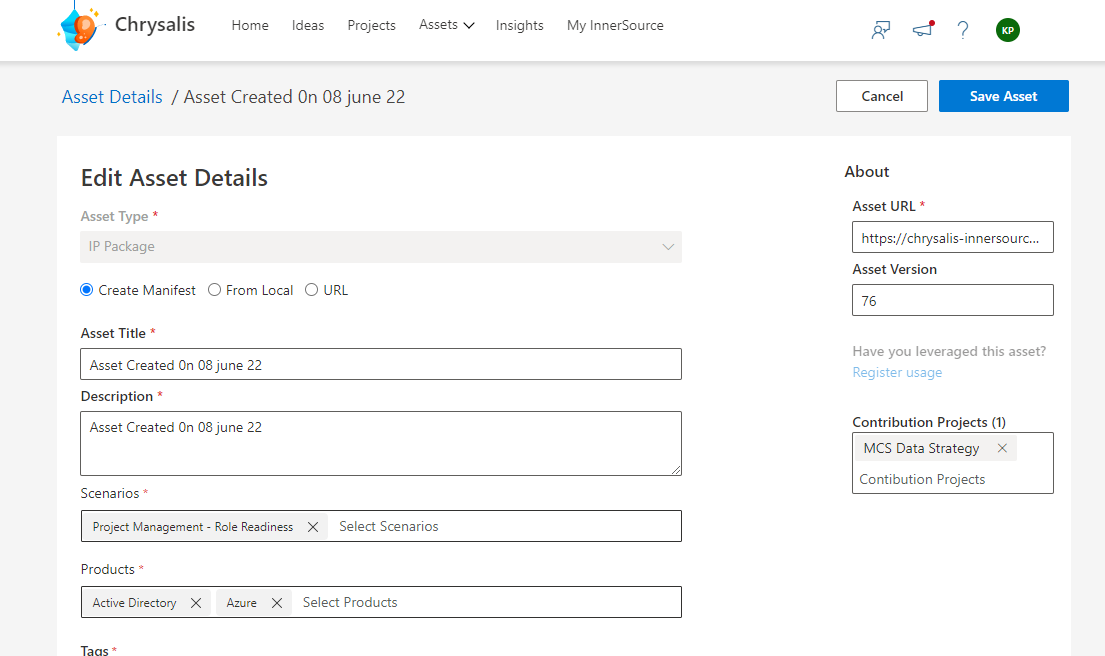 Chrysalis Home Ideas Projects Assets Insights My InnerSource ? KP
Asset Details / Asset Created 0n 08 june 22 Cancel Save Asset
Edit Asset Details
Asset Type *
IP Package
Create Manifest From Local URL
Asset Title *
Asset Created 0n 08 june 22
Description *
Asset Created 0n 08 june 22
Scenarios *
Project Management - Role Readiness Select Scenarios
Products *
Active Directory Azure Select Products
Tags *
About
Asset URL *
https://chrysalis-innersourc...
Asset Version
76
Have you leveraged this asset?
Register usage
Contribution Projects (1)
MCS Data Strategy
Contibution Projects